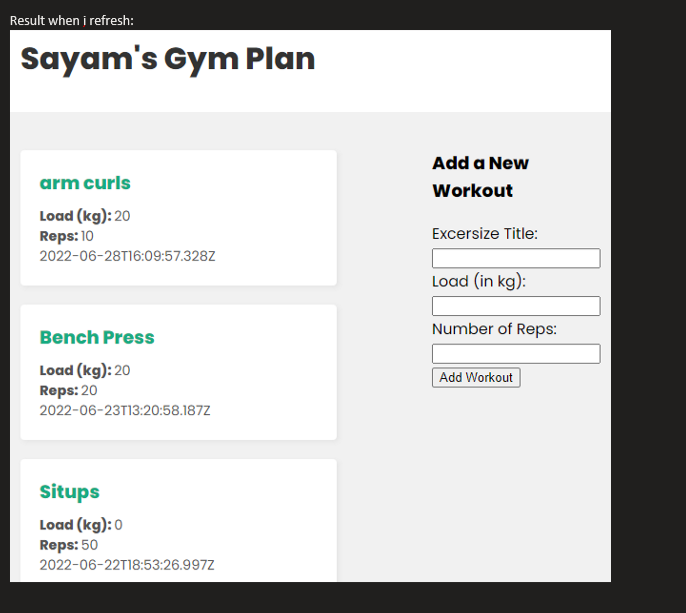 Result when i refresh:
Sayam's Gym Plan
arm curls
Load (kg): 20
Reps: 10
2022-06-28T16:09:57.328Z
Bench Press
Load (kg): 20
Reps: 20
2022-06-23T13:20:58.187Z
Situps
Load (kg): 0
Reps: 50
2022-06-22T18:53:26.997Z
Add a New
Workout
Excersize Title:
Load (in kg):
Number of Reps:
Add Workout